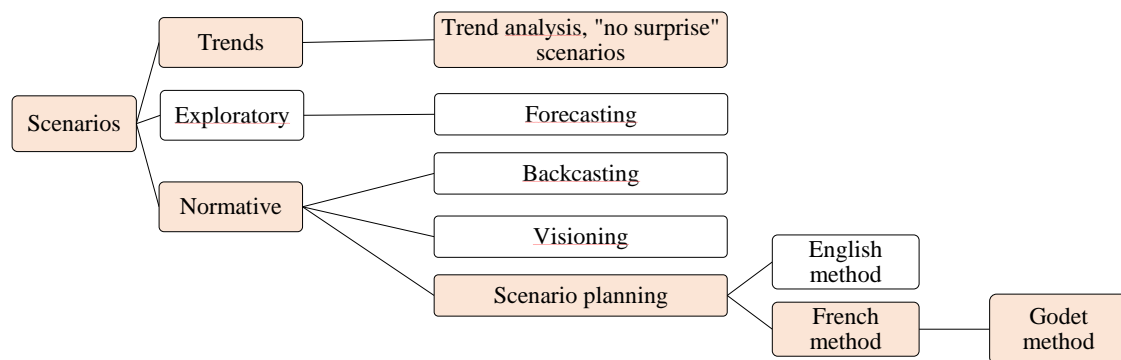 Trends
Trend analysis, "no surprise"
scenarios
Scenarios
Exploratory
Forecasting
Normative
Backcasting
Visioning
Scenario planning
English
method
French
method
Godet
method